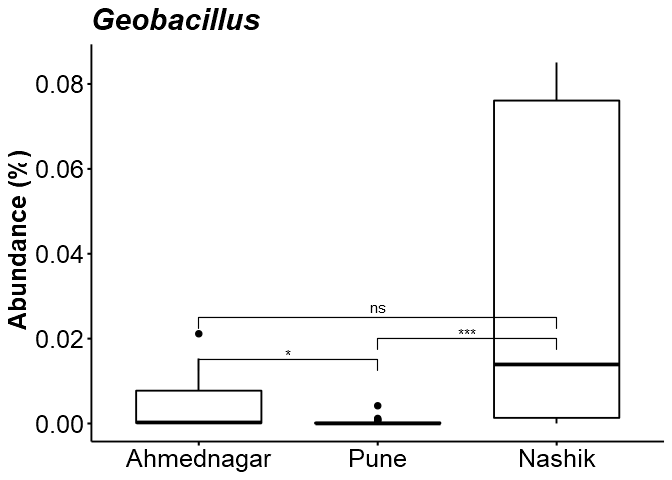 Geobacillus
Abundance (%)
0.08
0.06
0.04
0.02
0.00
ns
***
*
Ahmednagar Pune Nashik